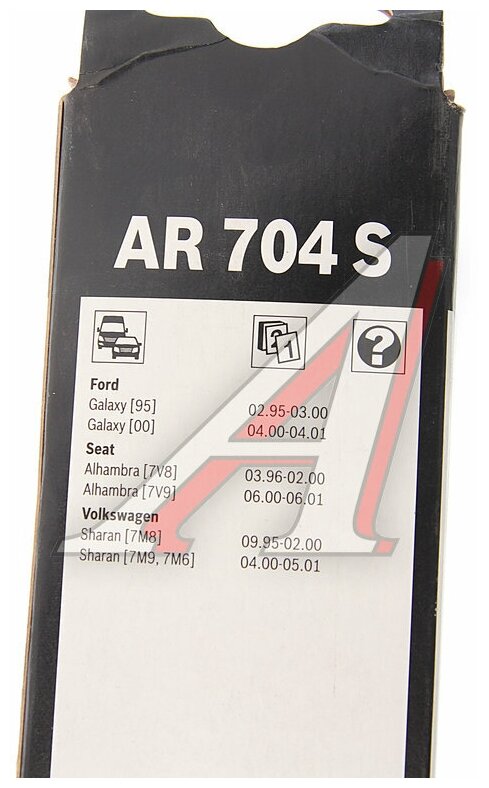 AR 704 S
2 1
?
Ford
Galaxy [95] 02.95-03.00
Galaxy [00] 04.00-04.01
Seat
Alhambra [7V8] 03.96-02.00
Alhambra [7V9] 06.00-06.01
Volkswagen
Sharan [7M8] 09.95-02.00
Sharan [7M9, 7M6] 04.00-05.01